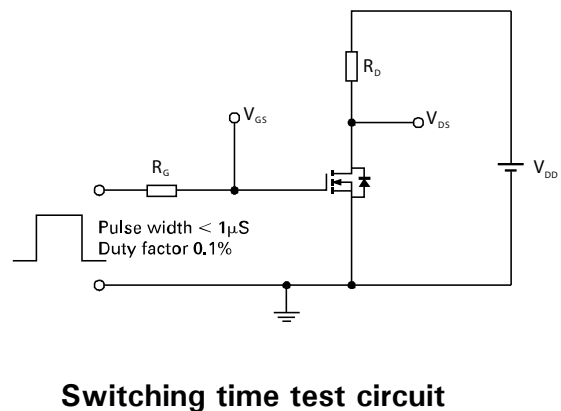 R_D
V_GS
V_DS
R_G
V_DD
Pulse width < 1μS
Duty factor 0.1%
Switching time test circuit